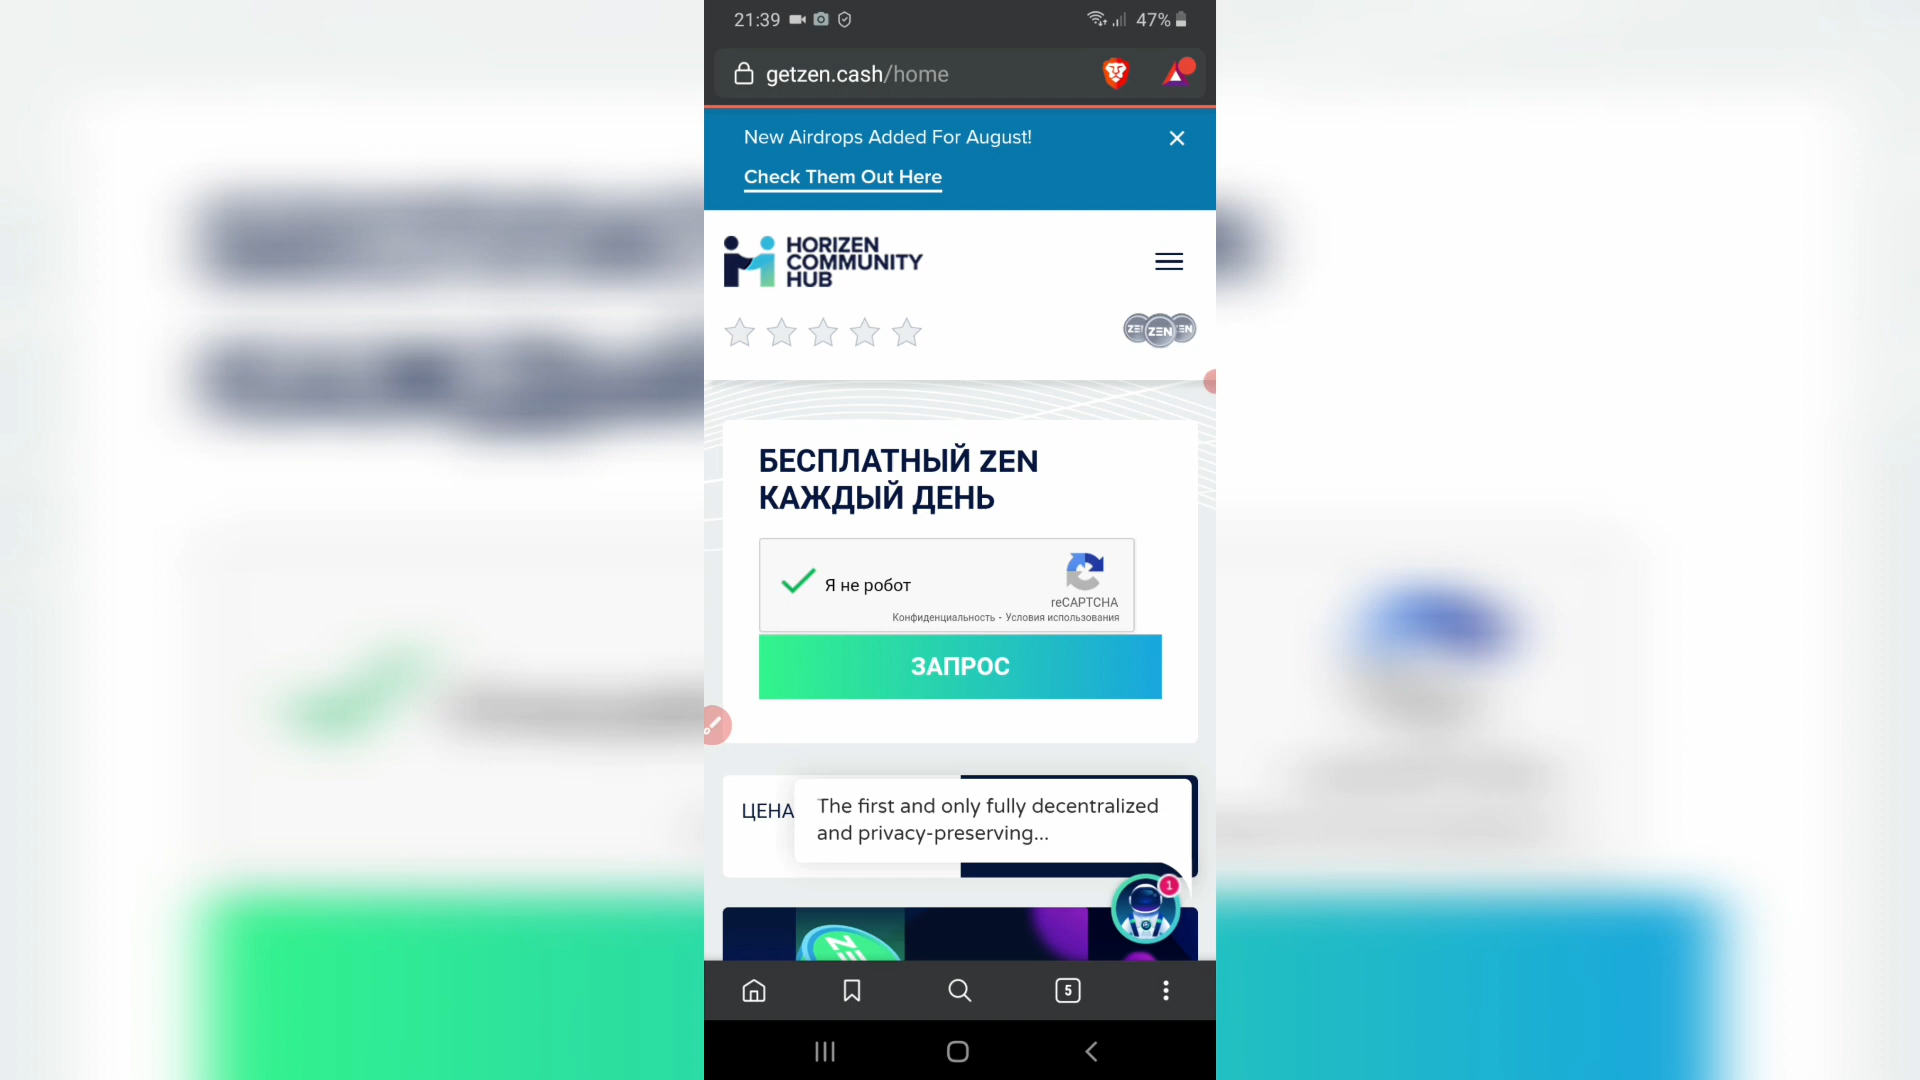 21:39
47%
getzen.cash/home
New Airdrops Added For August!
Check Them Out Here
HORIZEN
COMMUNITY
HUB
ZEN
БЕСПЛАТНЫЙ ZEN
КАЖДЫЙ ДЕНЬ
Я не робот
reCAPTCHA
Конфиденциальность - Условия использования
ЗАПРОС
ЦЕНА
The first and only fully decentralized
and privacy-preserving...
1
5